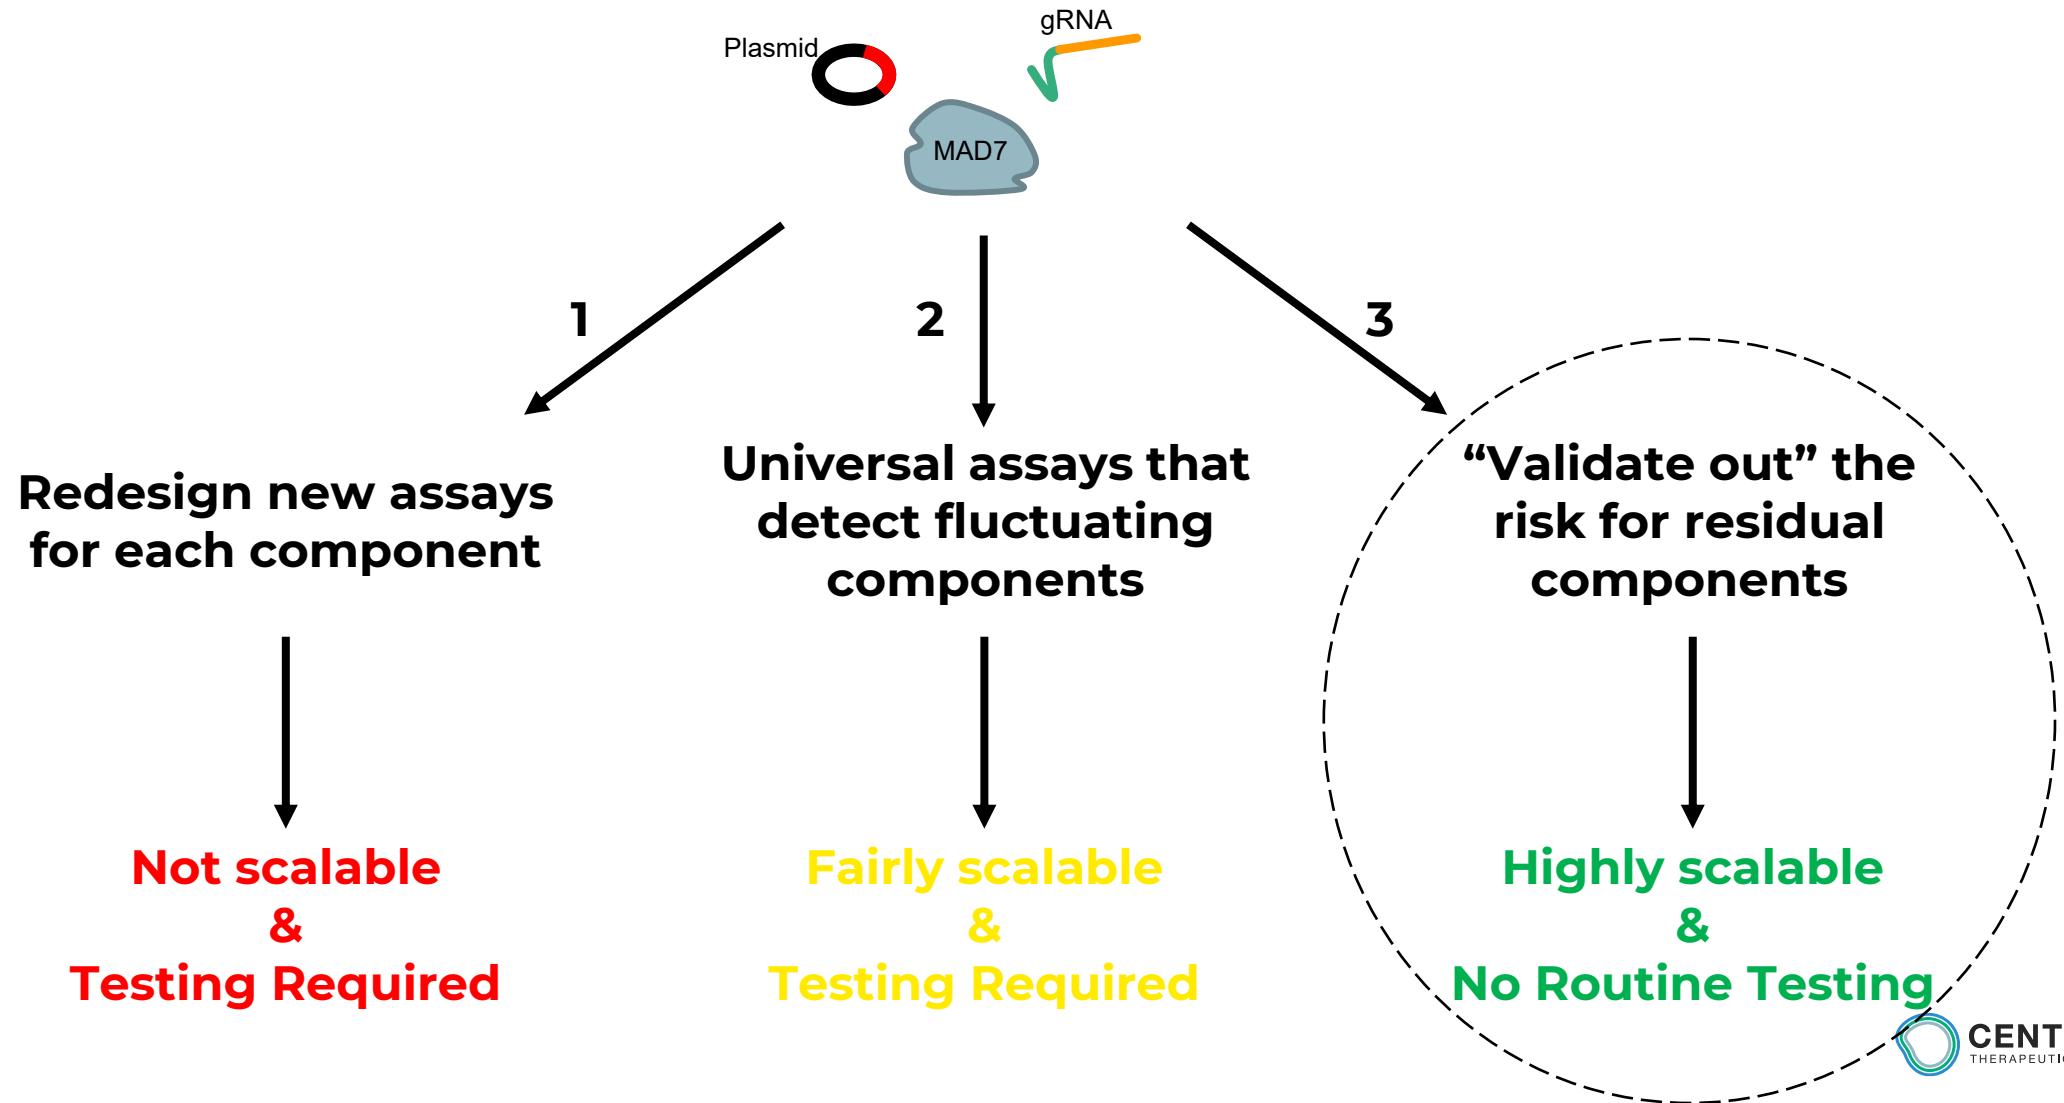 gRNA
Plasmid
MAD7
1
2
3
Redesign new assays
for each component
Universal assays that
detect fluctuating
components
“Validate out” the
risk for residual
components
Not scalable
&
Testing Required
Fairly scalable
&
Testing Required
Highly scalable
&
No Routine Testing